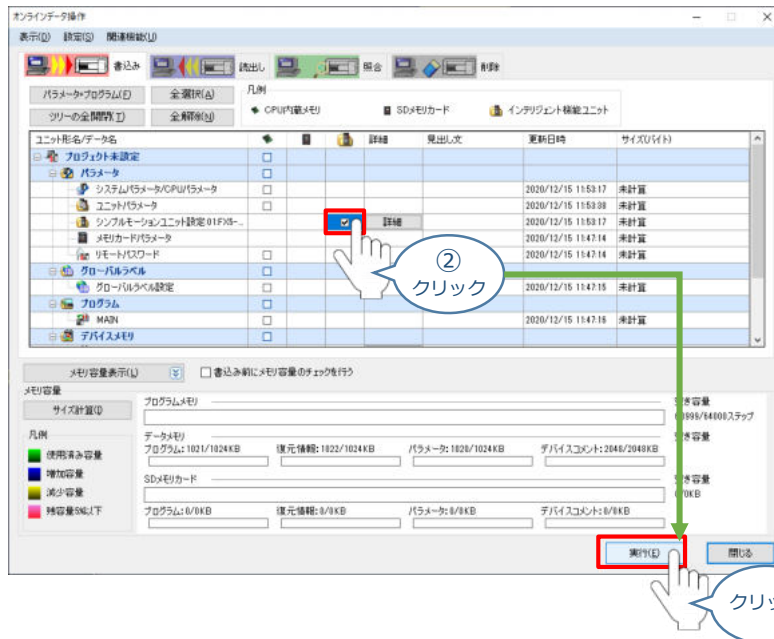 オンラインデータ操作
表示(D) 設定(S) 関連機能(U)
書込み 読出し 照合 削除
パラメータ+プログラム(F) 全選択(A) 凡例
ツリーの全開閉(T) 全解除(N) CPU内蔵メモリ SDメモリカード インテリジェント機能ユニット
ユニット形名/データ名 詳細 見出し文 更新日時 サイズ(バイト)
プロジェクト未設定
パラメータ
システムパラメータ/CPUパラメータ 2020/12/15 11:53:17 未計算
ユニットパラメータ 2020/12/15 11:53:38 未計算
シンプルモーションユニット設定 01:FX5-... 詳細 2020/12/15 11:53:17 未計算
メモリカードパラメータ 2020/12/15 11:47:14 未計算
リモートパスワード 2020/12/15 11:47:14 未計算
グローバルラベル
グローバルラベル設定 2020/12/15 11:47:15 未計算
プログラム
MAIN 2020/12/15 11:47:16 未計算
デバイスメモリ
②
クリック
メモリ容量表示(L) 書込み前にメモリ容量のチェックを行う
メモリ容量
サイズ計算(I) プログラムメモリ 空き容量
/64000ステップ
凡例 データメモリ 空き容量
使用済み容量 プログラム:1021/1024KB 復元情報:1022/1024KB パラメータ:1020/1024KB デバイスコメント:2048/2048KB
増加容量 SDメモリカード 空き容量
減少容量 0/0KB
残容量5%以下 プログラム:0/0KB 復元情報:0/0KB パラメータ:0/0KB デバイスコメント:0/0KB
実行(E) 閉じる
クリッ